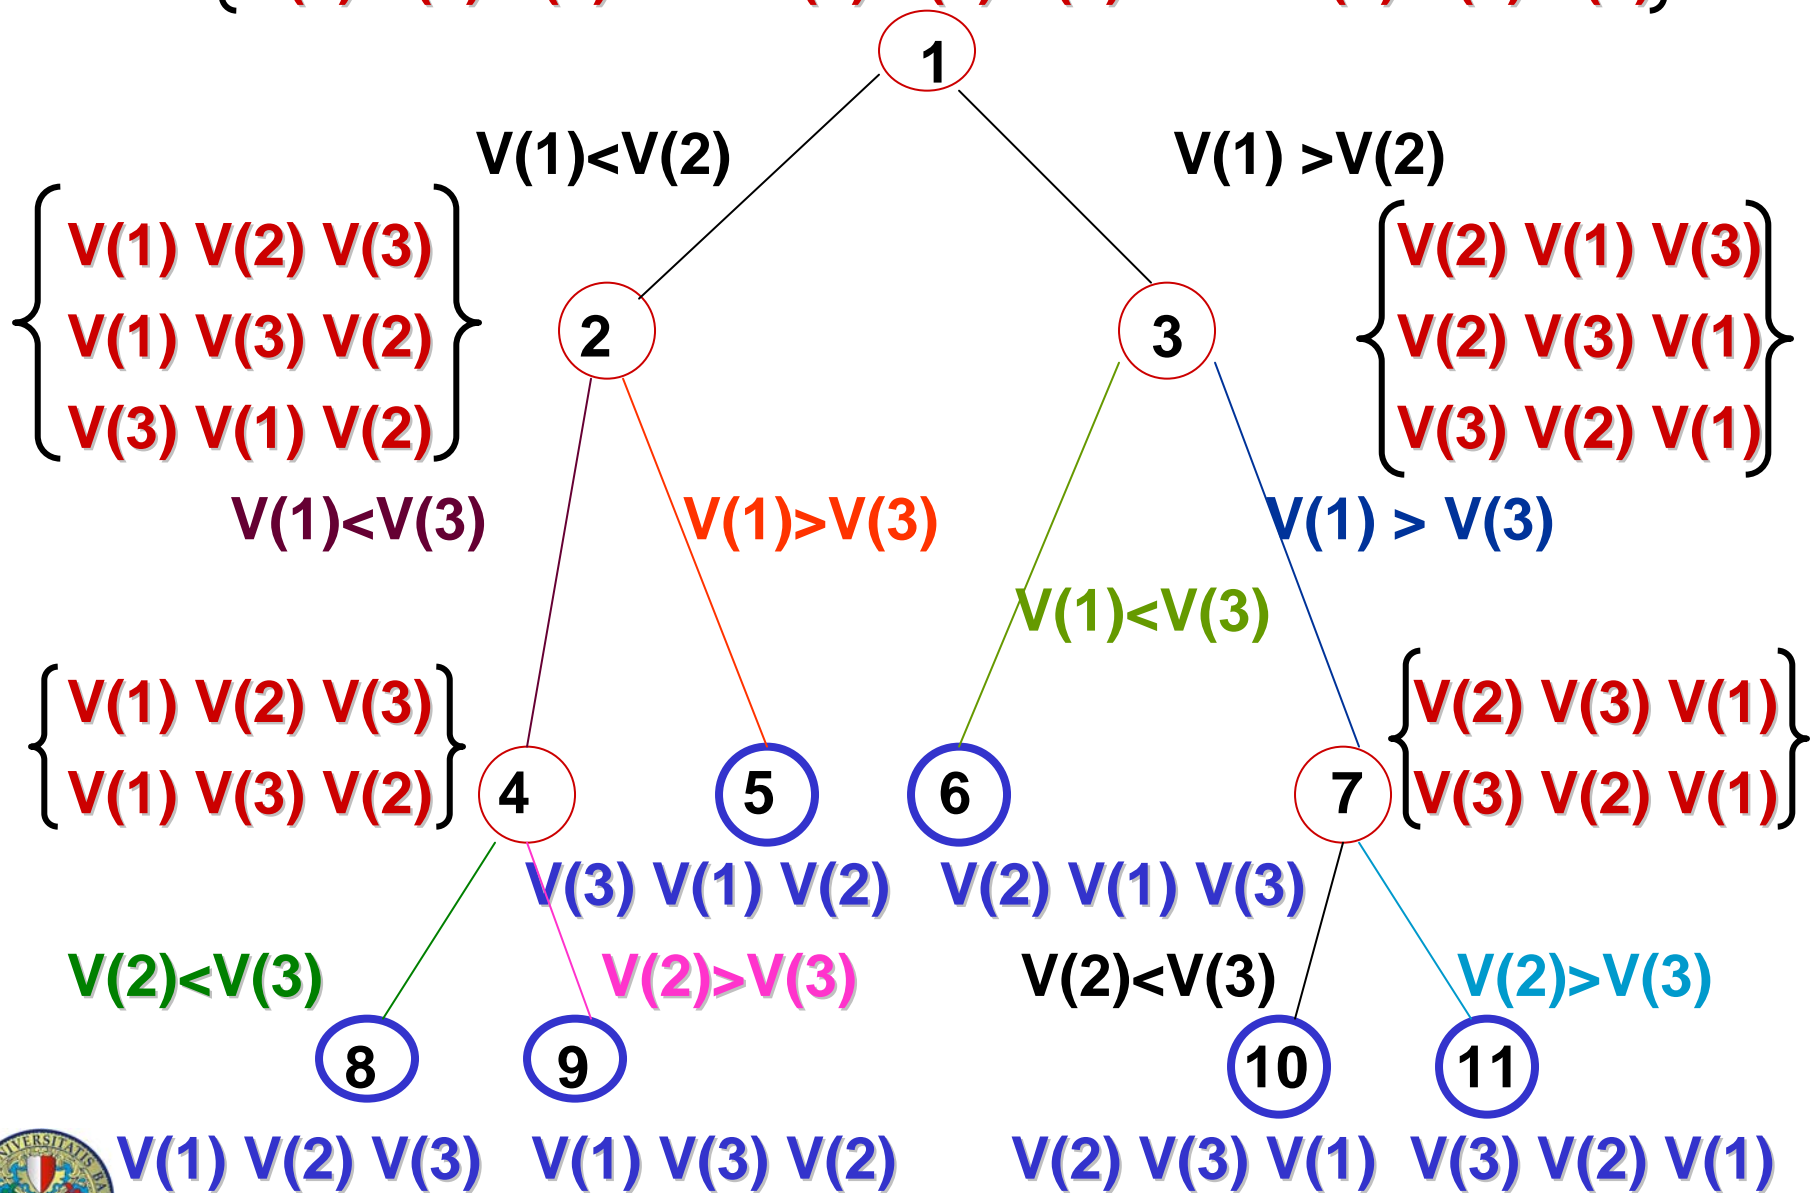 1
V(1)<V(2)
V(1) >V(2)
V(1) V(2) V(3)
V(1) V(3) V(2)
V(3) V(1) V(2)
2
3
V(2) V(1) V(3)
V(2) V(3) V(1)
V(3) V(2) V(1)
V(1)<V(3)
V(1)>V(3)
V(1)<V(3)
V(1) > V(3)
V(1) V(2) V(3)
V(1) V(3) V(2)
4
5
6
7
V(2) V(3) V(1)
V(3) V(2) V(1)
V(3) V(1) V(2)
V(2) V(1) V(3)
V(2)<V(3)
V(2)>V(3)
V(2)<V(3)
V(2)>V(3)
8
9
10
11
V(1) V(2) V(3)
V(1) V(3) V(2)
V(2) V(3) V(1)
V(3) V(2) V(1)